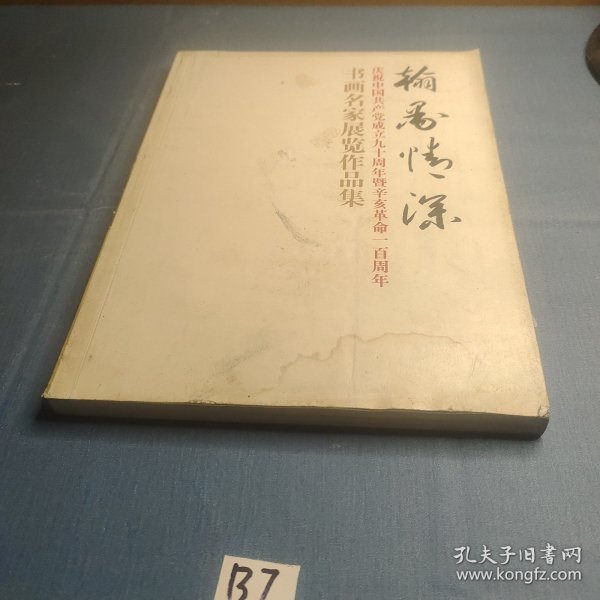 翰墨情深
庆祝中国共产党成立九十周年暨辛亥革命一百周年
书画名家展览作品集
B7
孔夫子旧书网
www.kongfz.com